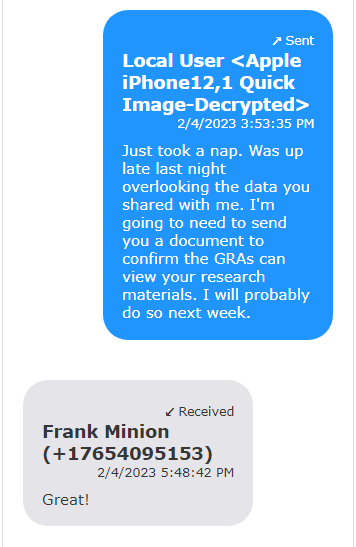 ↗ Sent
Local User <Apple
iPhone12,1 Quick
Image-Decrypted>
2/4/2023 3:53:35 PM
Just took a nap. Was up
late last night
overlooking the data you
shared with me. I'm
going to need to send
you a document to
confirm the GRAs can
view your research
materials. I will probably
do so next week.
↙ Received
Frank Minion
(+17654095153)
2/4/2023 5:48:42 PM
Great!